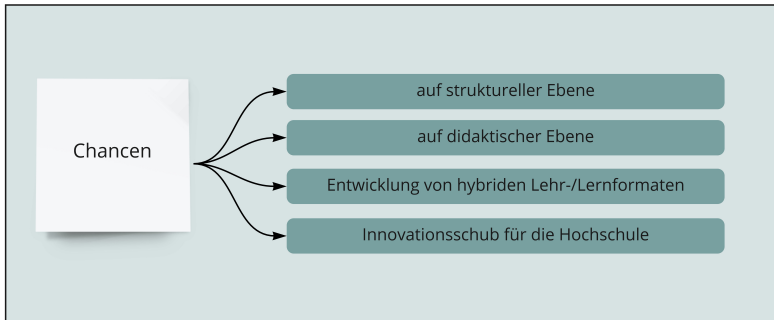 Chancen
auf struktureller Ebene
auf didaktischer Ebene
Entwicklung von hybriden Lehr-/Lernformaten
Innovationsschub für die Hochschule